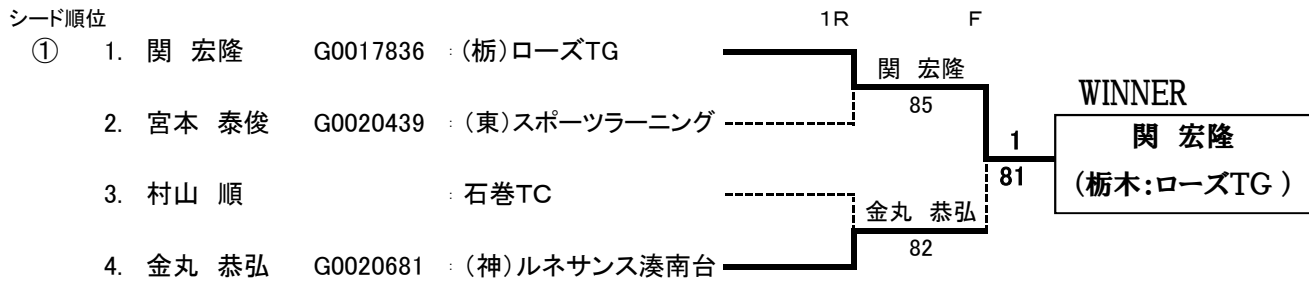 シード順位 1R F
① 1. 関 宏隆 G0017836 : (栃)ローズTG
関 宏隆
85
WINNER
2. 宮本 泰俊 G0020439 : (東)スポーツラーニング
1
81
関 宏隆
(栃木:ローズTG )
3. 村山 順 : 石巻TC
金丸 恭弘
82
4. 金丸 恭弘 G0020681 : (神)ルネサンス湊南台